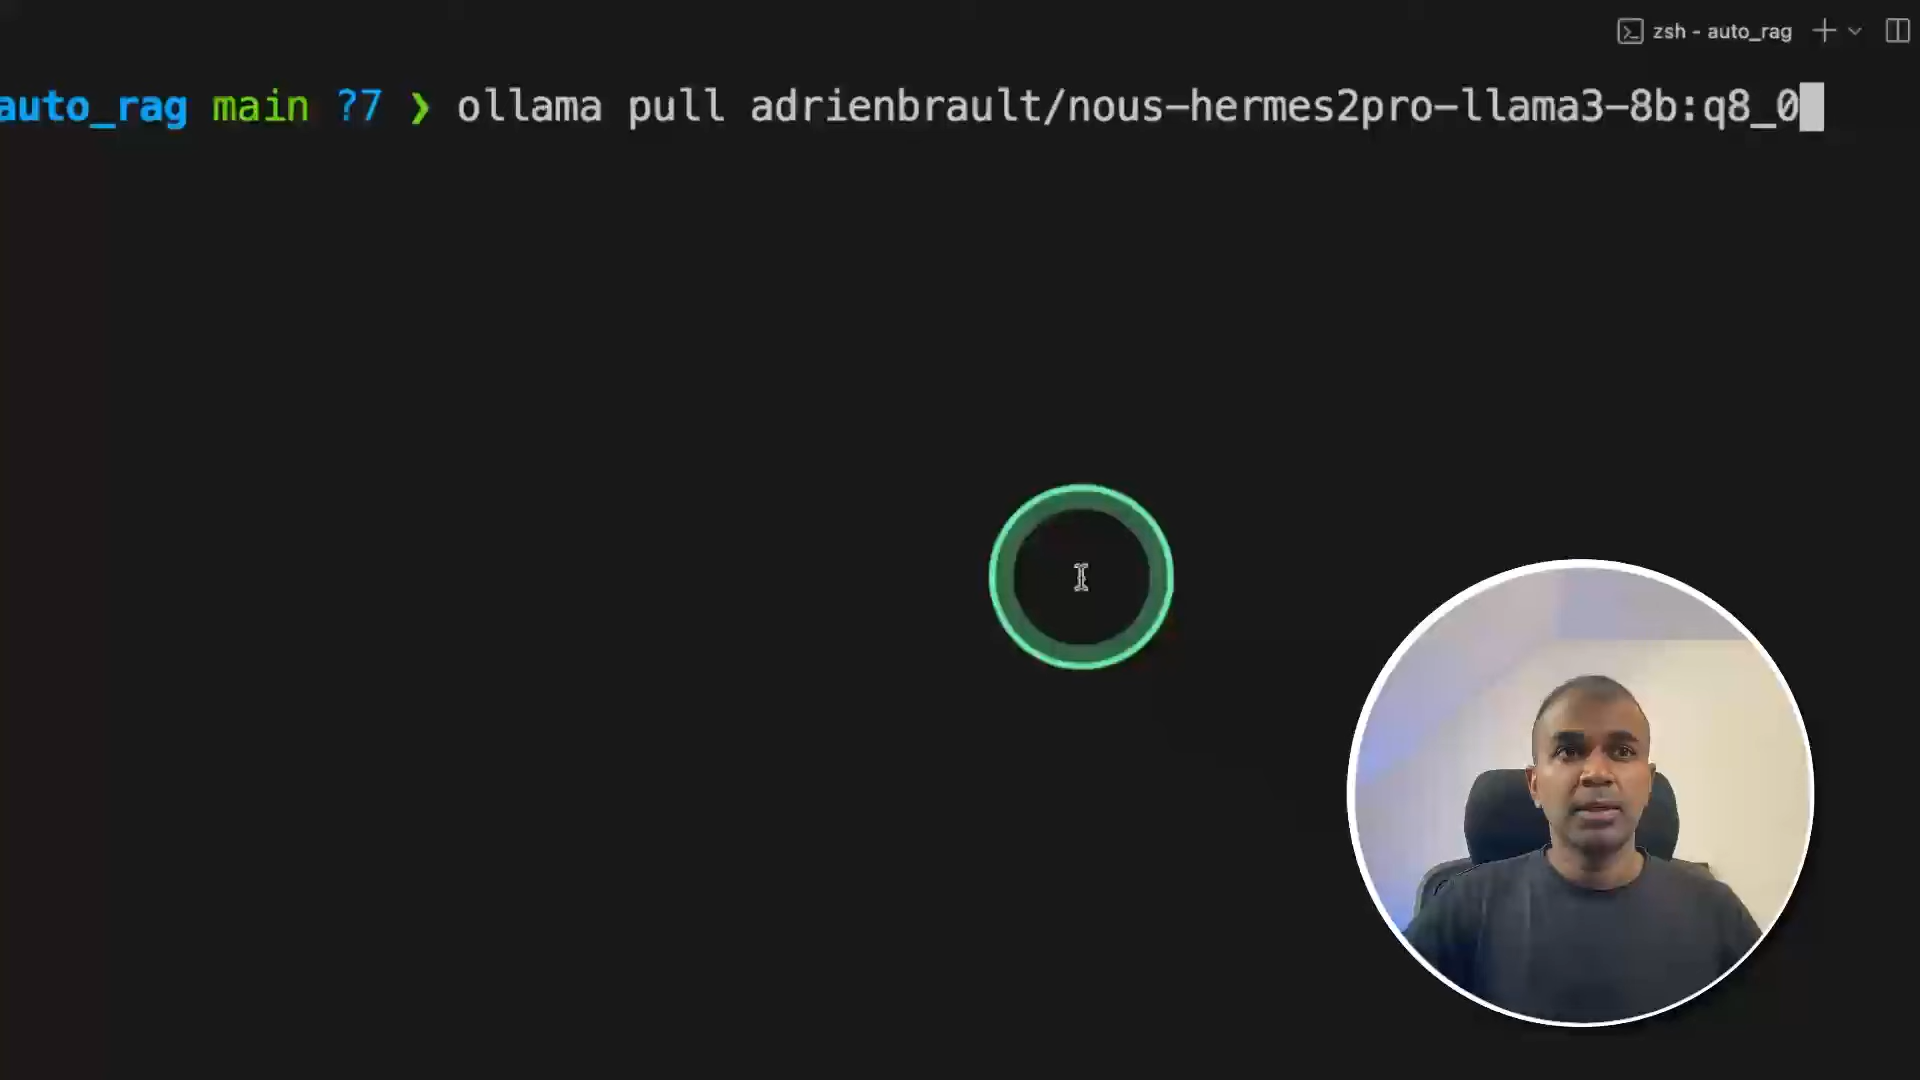 zsh - auto_rag
auto_rag main ?7 ❯ ollama pull adrienbrault/nous-hermes2pro-llama3-8b:q8_0